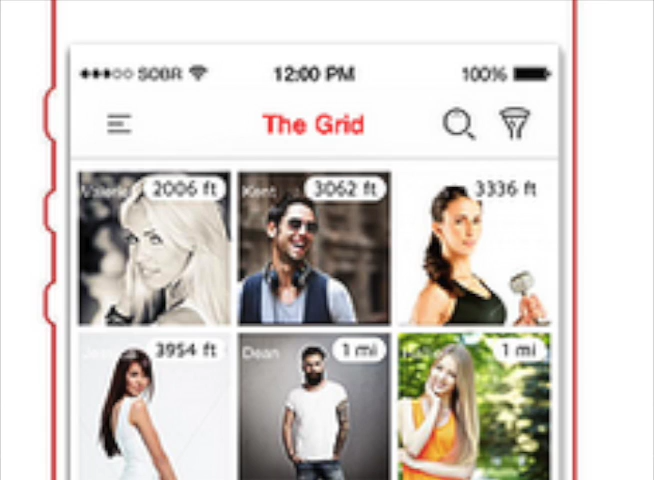 SOBR 12:00 PM 100%
The Grid
2006 ft Kent 3062 ft 3336 ft
3954 ft Dean 1 mi 1 mi